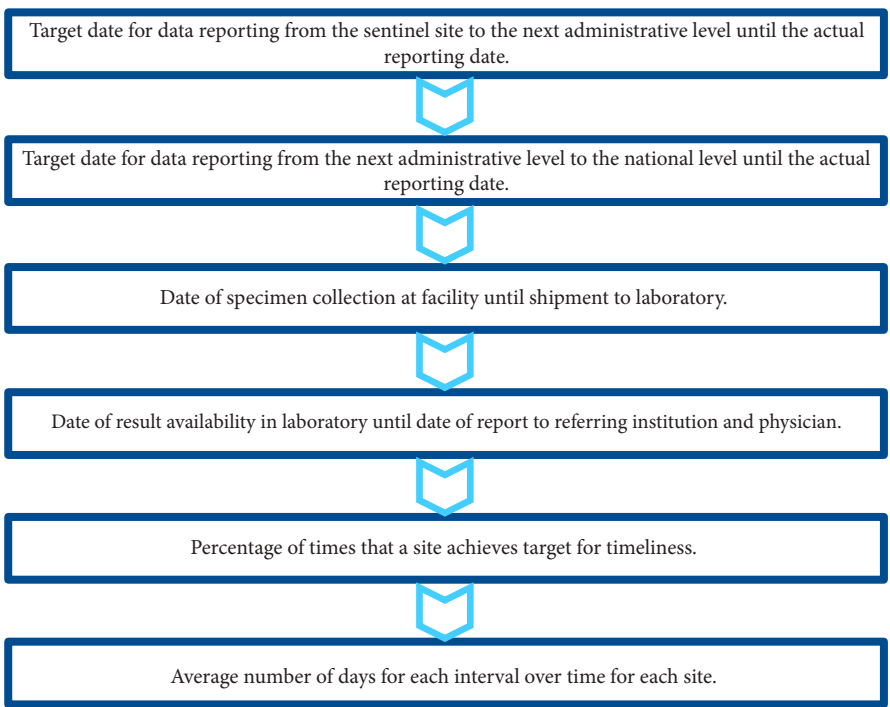 Target date for data reporting from the sentinel site to the next administrative level until the actual
reporting date.
Target date for data reporting from the next administrative level to the national level until the actual
reporting date.
Date of specimen collection at facility until shipment to laboratory.
Date of result availability in laboratory until date of report to referring institution and physician.
Percentage of times that a site achieves target for timeliness.
Average number of days for each interval over time for each site.